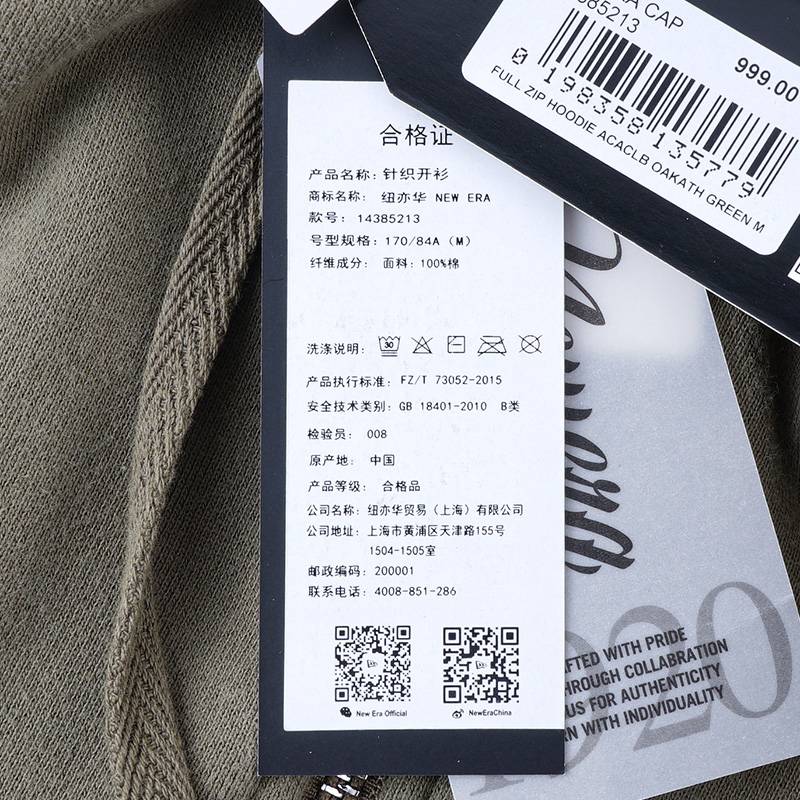 CAP
385213
999.00
0 198358 135779
FULL ZIP HOODIE ACACLB OAKATH GREEN M
合格证
产品名称: 针织开衫
商标名称: 纽亦华 NEW ERA
款号: 14385213
号型规格: 170/84A (M)
纤维成分: 面料: 100%棉
洗涤说明: 30
产品执行标准: FZ/T 73052-2015
安全技术类别: GB 18401-2010 B类
检验员: 008
原产地: 中国
产品等级: 合格品
公司名称: 纽亦华贸易(上海)有限公司
公司地址: 上海市黄浦区天津路155号
1504-1505室
邮政编码: 200001
联系电话: 4008-851-286
New Era Official
NewEraChina
New Era
1920
AFTED WITH PRIDE
THROUGH COLLABRATION
US FOR AUTHENTICITY
RN WITH INDIVIDUALITY